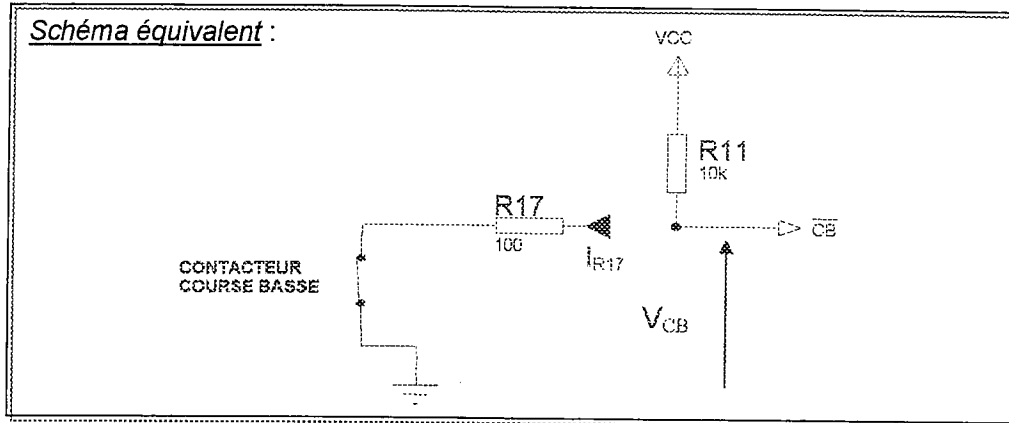 Schéma équivalent :
VCC
R11
10k
R17
100
iR17
CB
CONTACTEUR
COURSE BASSE
VCB